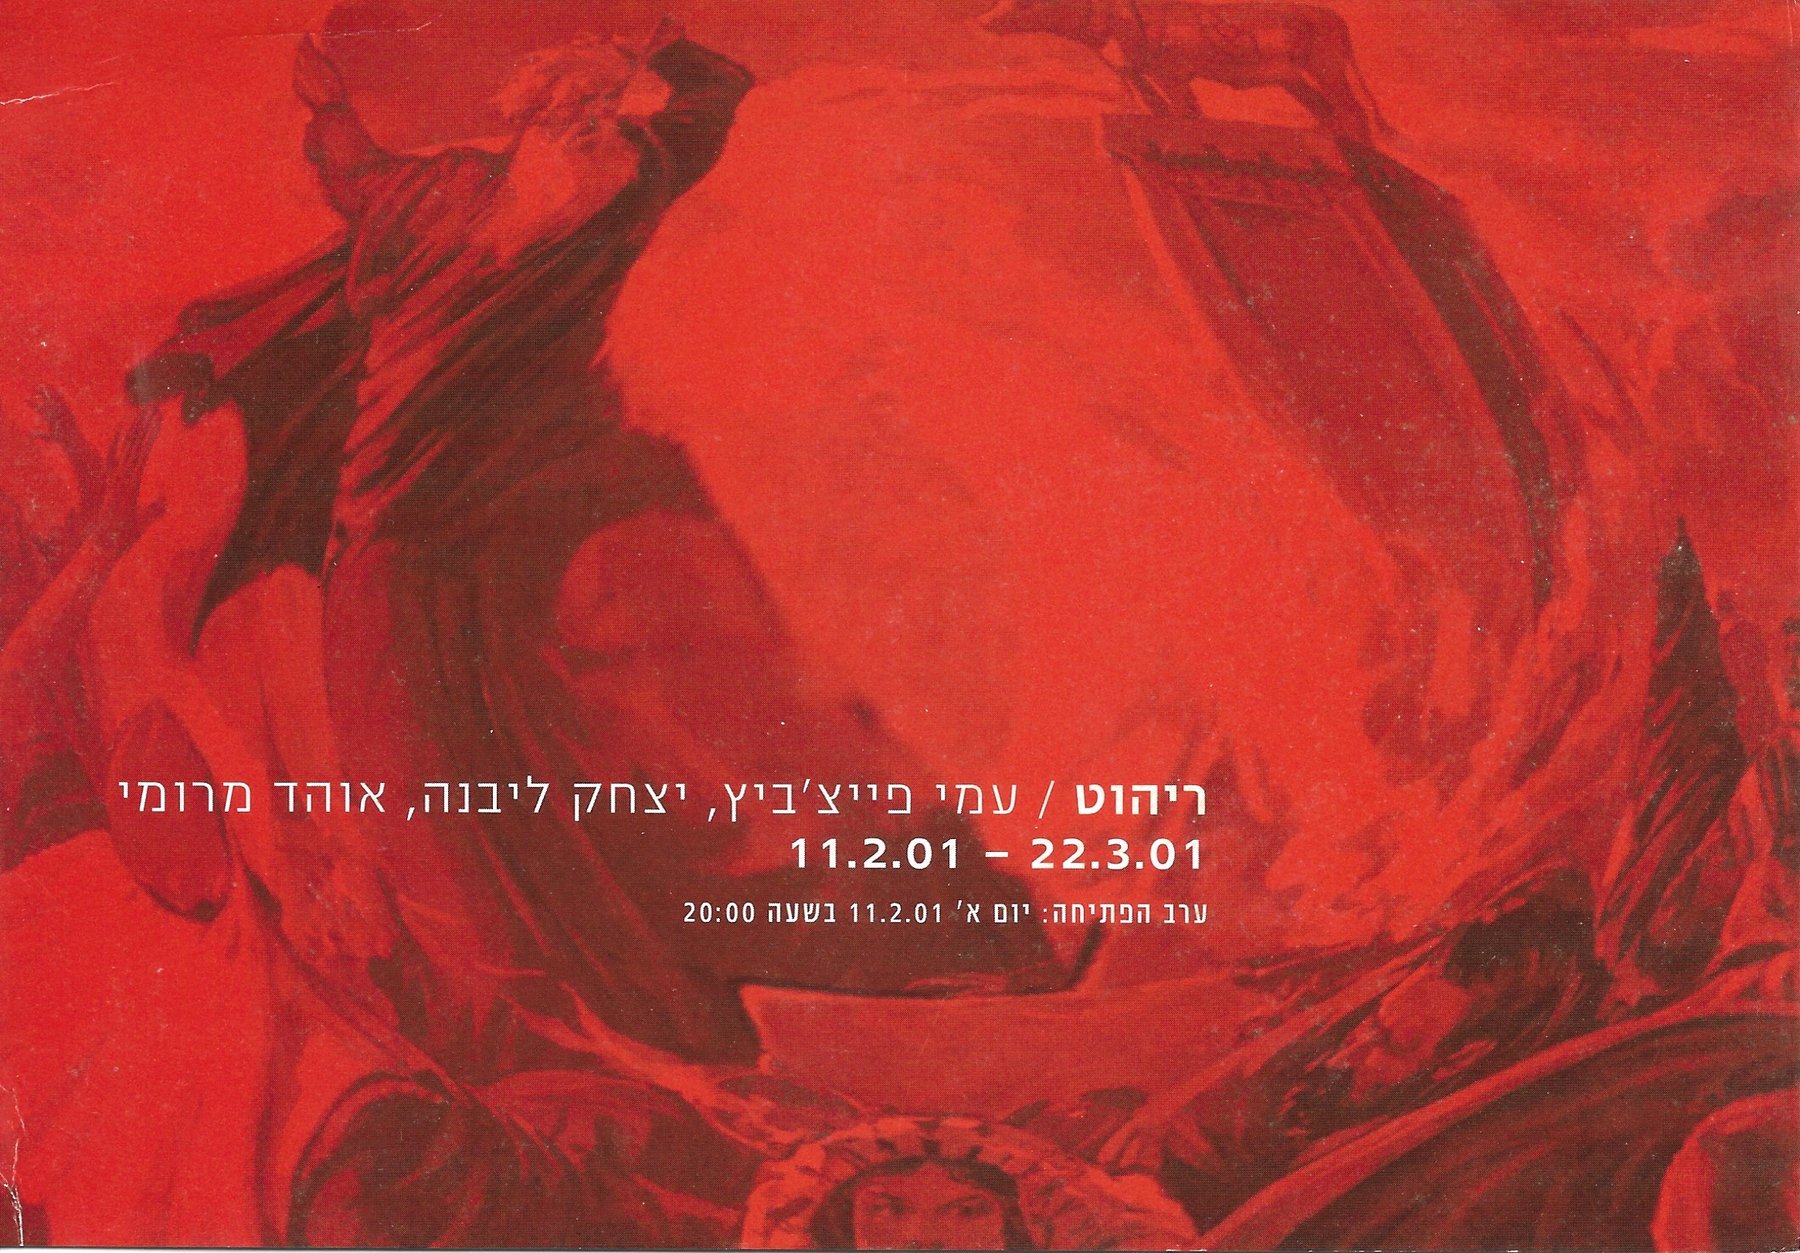 ריהוט / עמי פייצ'ביץ, יצחק ליבנה, אוהד מרומי
11.2.01 – 22.3.01
ערב הפתיחה: יום א' 11.2.01 בשעה 20:00